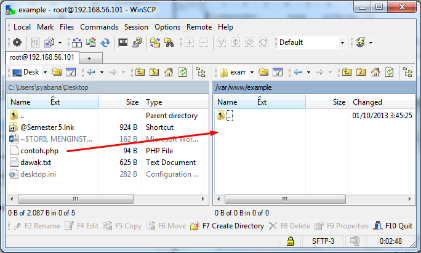 example - root@192.168.56.101 - WinSCP
Local Mark Files Commands Session Options Remote Help
Default
root@192.168.56.101
Desk
exam
C:\Users\syabana\Desktop
/var/www/example
Name Ext Size Type
Name Ext Size Changed
.. Parent directory
.. 01/10/2013 3:45:25
@Semester 5.lnk 924 B Shortcut
~$TORIL MENGINST... 162 B Microsoft Wor...
contoh.php 94 B PHP File
dawak.txt 625 B Text Document
desktop.ini 282 B Configuration ...
0 B of 2.087 B in 0 of 5
0 B of 0 B in 0 of 0
F2 Rename F4 Edit F5 Copy F6 Move F7 Create Directory F8 Delete F9 Properties F10 Quit
SFTP-3 0:02:48